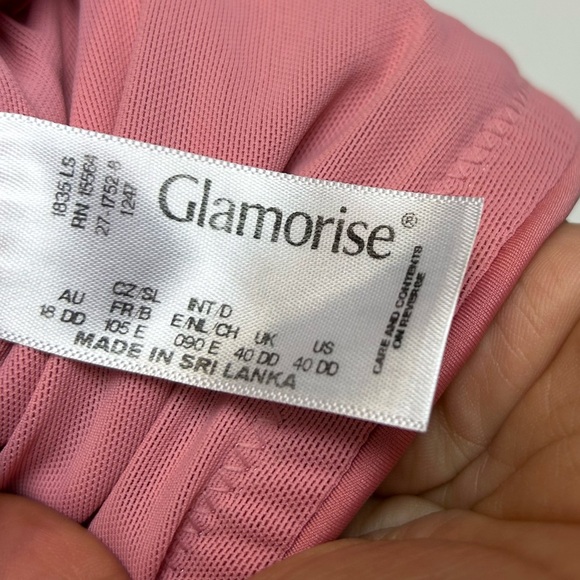 1835 LS
RN 15564
27.1752.8
1247
Glamorise®
AU CZ/SL INT/D
FR/B E/NL/CH UK US
18 DD 105 E 090 E 40 DD 40 DD
MADE IN SRI LANKA
CARE AND CONTENTS
ON REVERSE